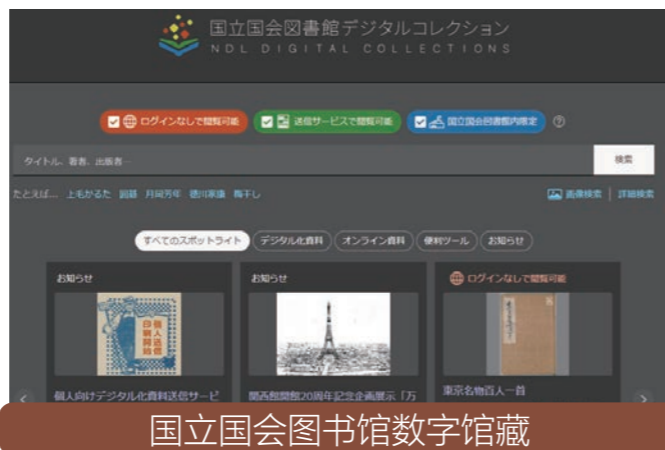 国立国会図書館デジタルコレクション
NDL DIGITAL COLLECTIONS
ログインなしで閲覧可能 送信サービスで閲覧可能 国立国会図書館内限定
タイトル、著者、出版者… 検索
たとえば… 上毛かるた 囲碁 月岡芳年 徳川家康 梅干し 画像検索 詳細検索
すべてのスポットライト デジタル化資料 オンライン資料 便利ツール お知らせ
お知らせ お知らせ ログインなしで閲覧可能
個人送信
印刷開始
個人向けデジタル化資料送信サービ 関西館開館20周年記念企画展示「万 東京名物百人一首
国立国会图书馆数字馆藏